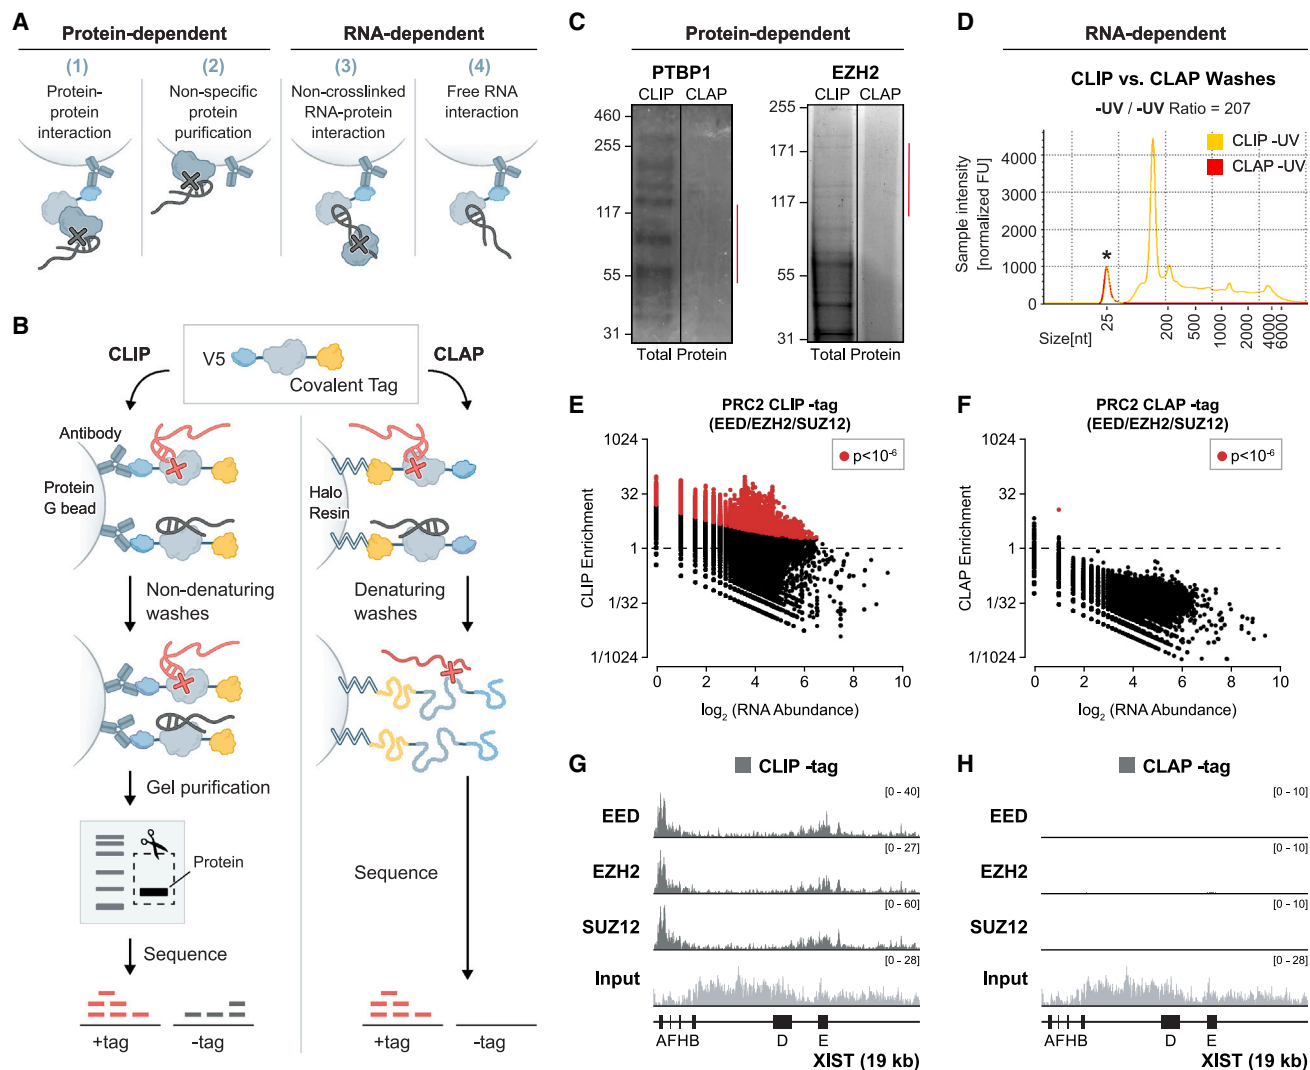 A
Protein-dependent
RNA-dependent
(1)
(2)
(3)
(4)
Protein-
protein
interaction
Non-specific
protein
purification
Non-crosslinked
RNA-protein
interaction
Free RNA
interaction
B
CLIP
V5
Covalent Tag
CLAP
Antibody
Protein
G bead
Halo
Resin
Non-denaturing
washes
Denaturing
washes
Gel purification
Protein
Sequence
Sequence
+tag
-tag
+tag
-tag
C
Protein-dependent
PTBP1
CLIP CLAP
460
255
117
55
31
Total Protein
EZH2
CLIP CLAP
255
171
117
55
31
Total Protein
D
RNA-dependent
CLIP vs. CLAP Washes
-UV / -UV Ratio = 207
CLIP -UV
CLAP -UV
Sample intensity
[normalized FU]
4000
3000
2000
1000
0
*
Size[nt]
25
200
500
1000
2000
4000
6000
E
PRC2 CLIP -tag
(EED/EZH2/SUZ12)
p<10⁻⁶
CLIP Enrichment
1024
32
1
1/32
1/1024
0 2 4 6 8 10
log₂ (RNA Abundance)
F
PRC2 CLAP -tag
(EED/EZH2/SUZ12)
p<10⁻⁶
CLAP Enrichment
1024
32
1
1/32
1/1024
0 2 4 6 8 10
log₂ (RNA Abundance)
G
CLIP -tag
EED
[0 - 40]
EZH2
[0 - 27]
SUZ12
[0 - 60]
Input
[0 - 28]
AFHB D E
XIST (19 kb)
H
CLAP -tag
EED
[0 - 10]
EZH2
[0 - 10]
SUZ12
[0 - 10]
Input
[0 - 28]
AFHB D E
XIST (19 kb)